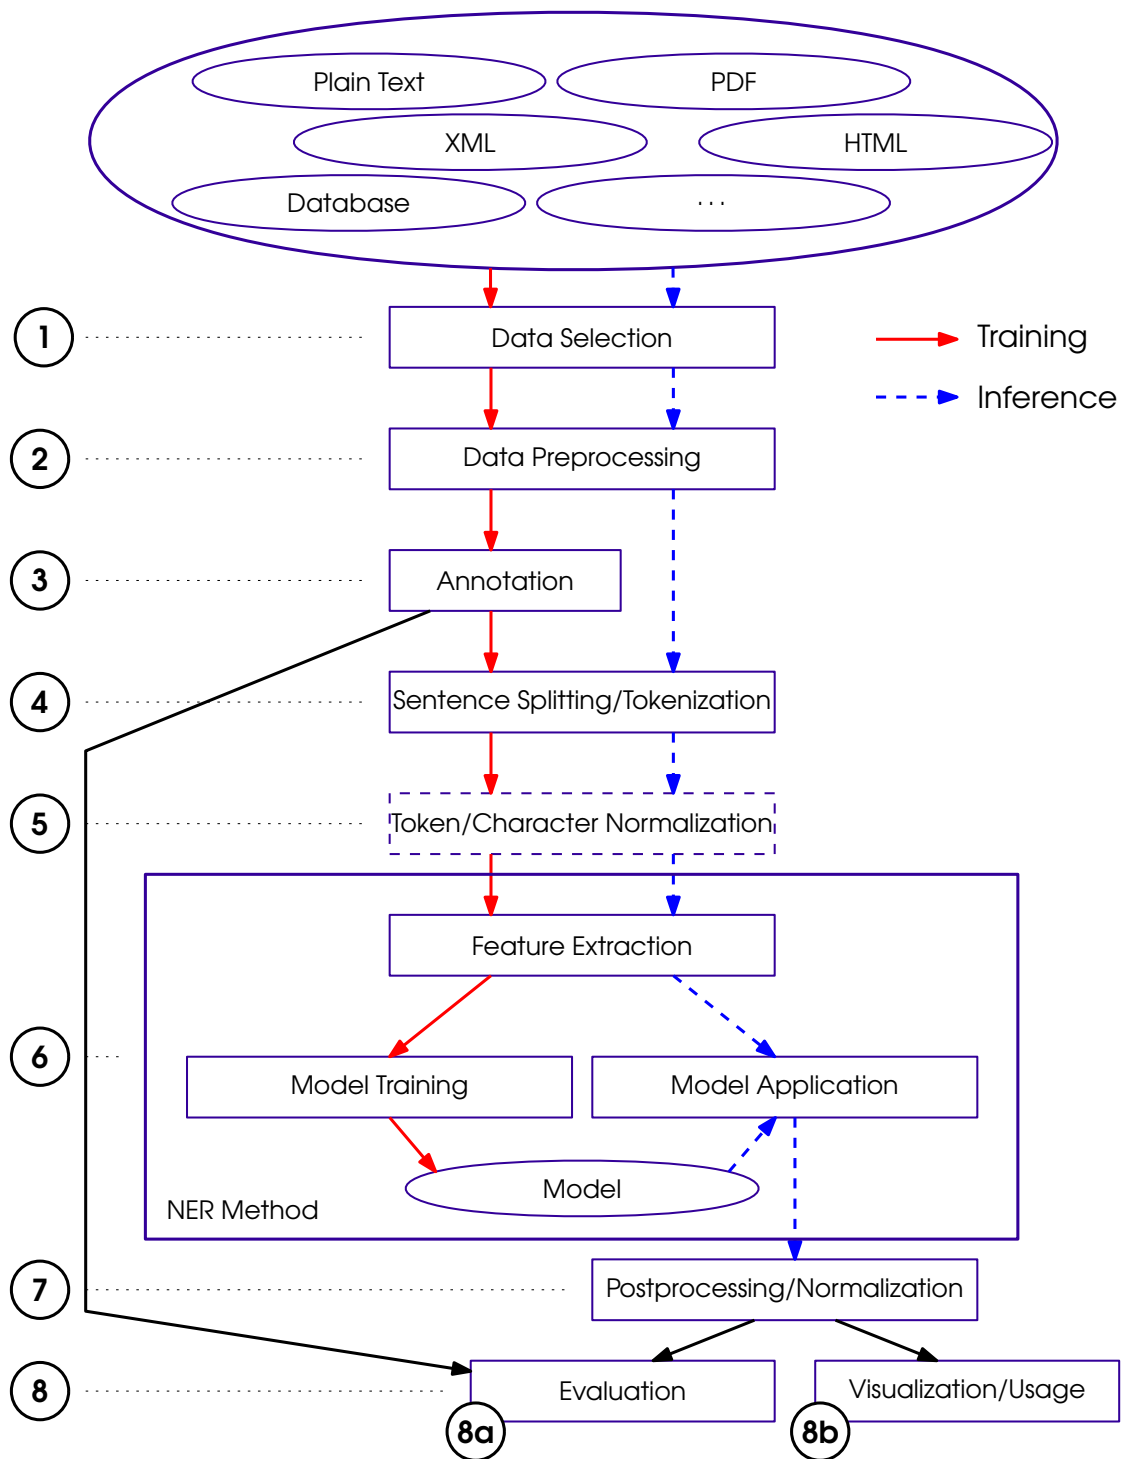 Plain Text
PDF
XML
HTML
Database
...
1
Data Selection
Training
Inference
2
Data Preprocessing
3
Annotation
4
Sentence Splitting/Tokenization
5
Token/Character Normalization
Feature Extraction
6
Model Training
Model Application
Model
NER Method
7
Postprocessing/Normalization
8
Evaluation
Visualization/Usage
8a
8b